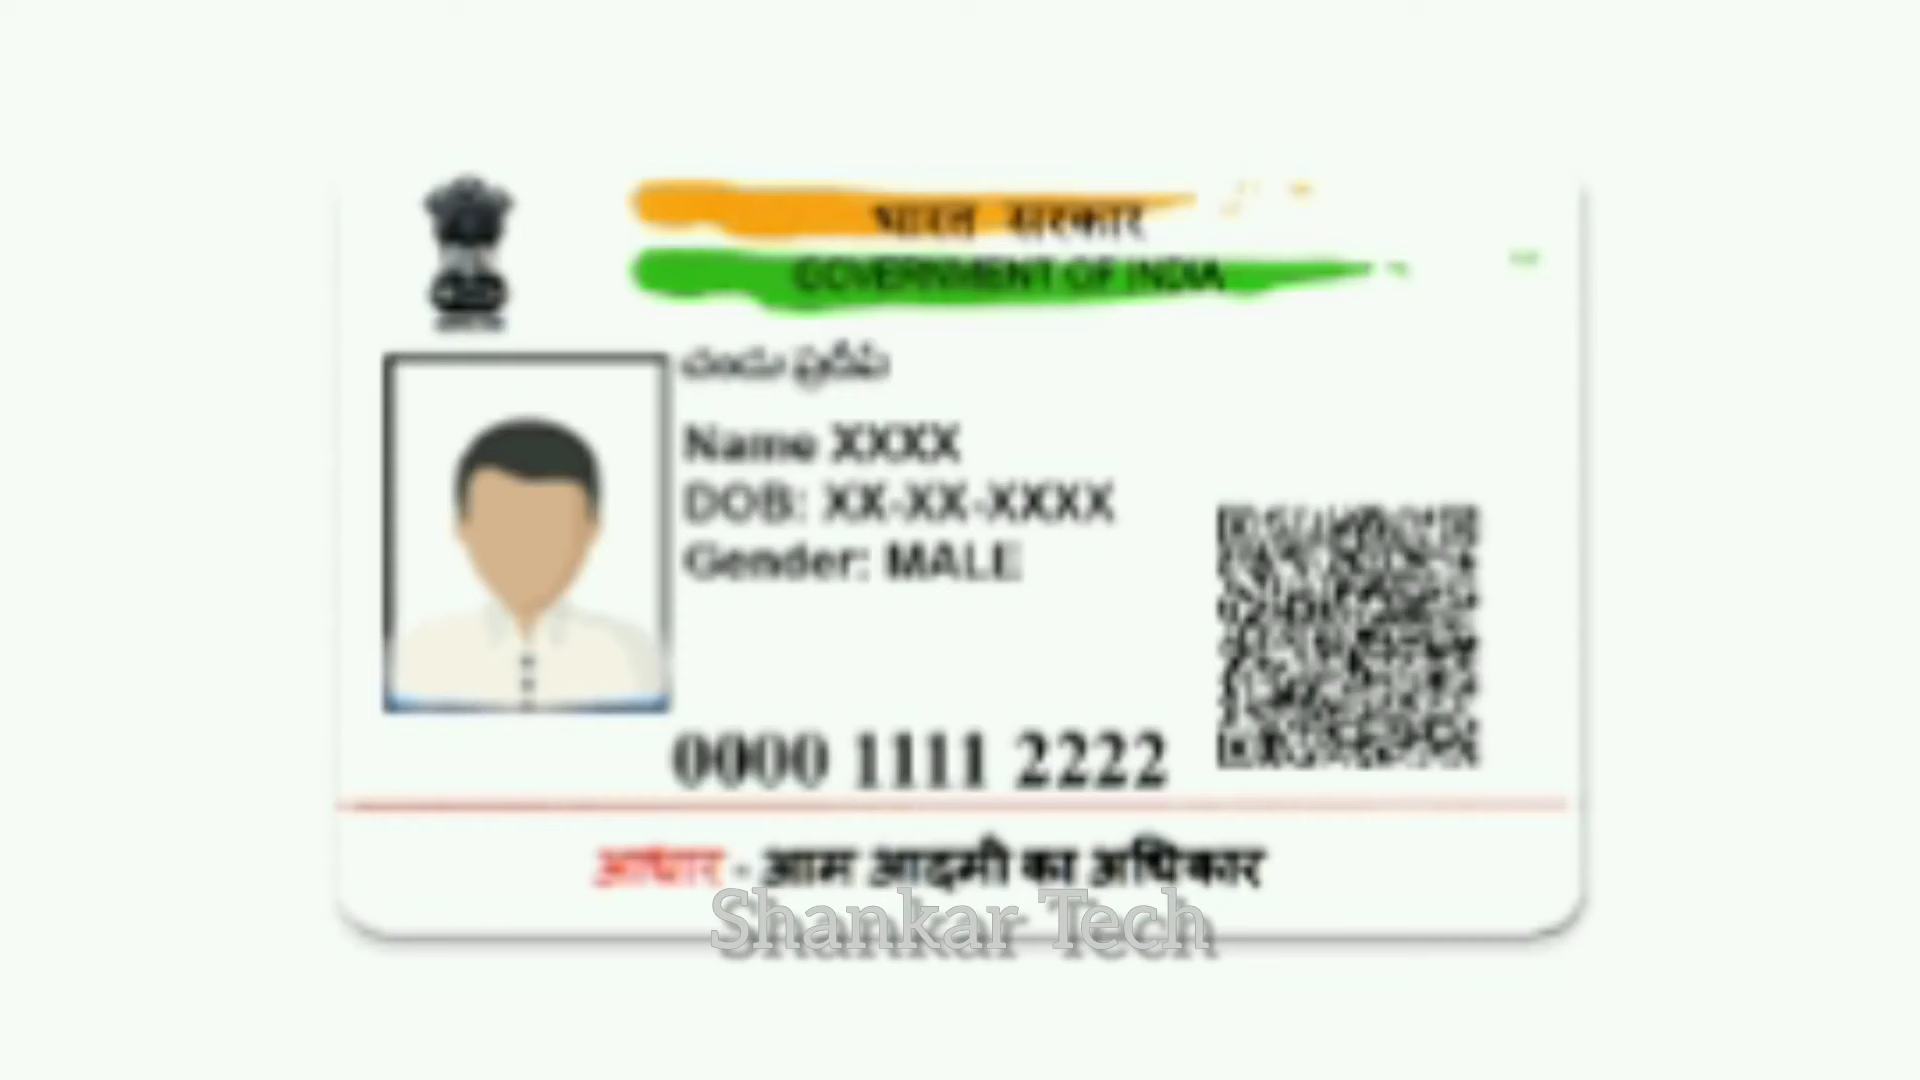 भारत सरकार
GOVERNMENT OF INDIA
చందు ప్రదీప్
Name XXXX
DOB: XX-XX-XXXX
Gender: MALE
0000 1111 2222
आधार - आम आदमी का अधिकार
Shankar Tech